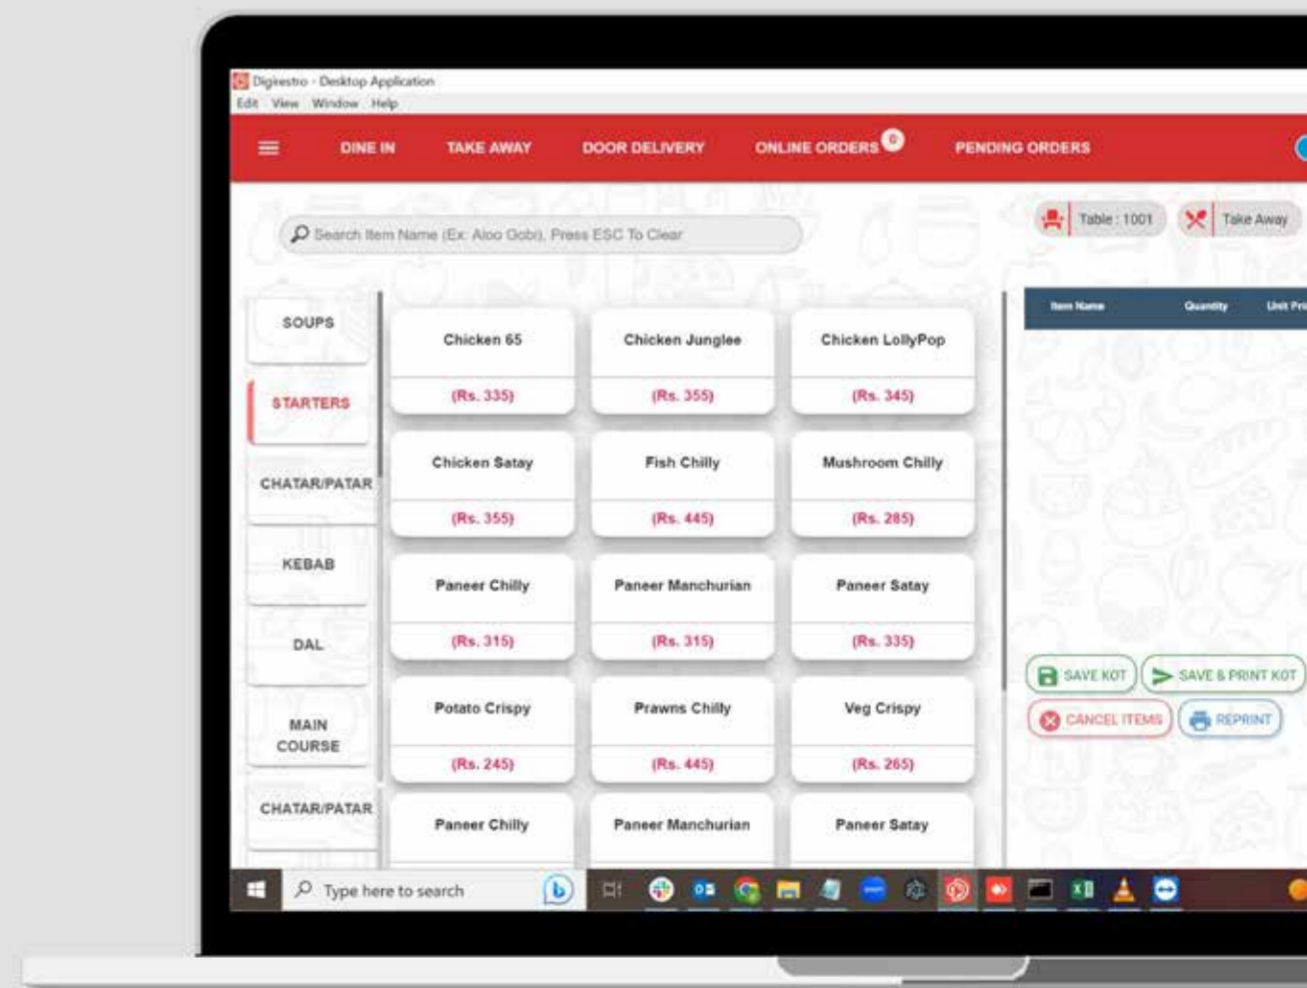 Digirestro - Desktop Application
Edit View Window Help
DINE IN TAKE AWAY DOOR DELIVERY ONLINE ORDERS 0 PENDING ORDERS
Search Item Name (Ex: Aloo Gobi), Press ESC To Clear
Table : 1001 Take Away
Item Name Quantity Unit Pri
SOUPS
STARTERS
CHATAR/PATAR
KEBAB
DAL
MAIN
COURSE
CHATAR/PATAR
Chicken 65 Chicken Junglee Chicken LollyPop
(Rs. 335) (Rs. 355) (Rs. 345)
Chicken Satay Fish Chilly Mushroom Chilly
(Rs. 355) (Rs. 445) (Rs. 285)
Paneer Chilly Paneer Manchurian Paneer Satay
(Rs. 315) (Rs. 315) (Rs. 335)
Potato Crispy Prawns Chilly Veg Crispy
(Rs. 245) (Rs. 445) (Rs. 265)
Paneer Chilly Paneer Manchurian Paneer Satay
SAVE KOT SAVE & PRINT KOT
CANCEL ITEMS REPRINT
Type here to search